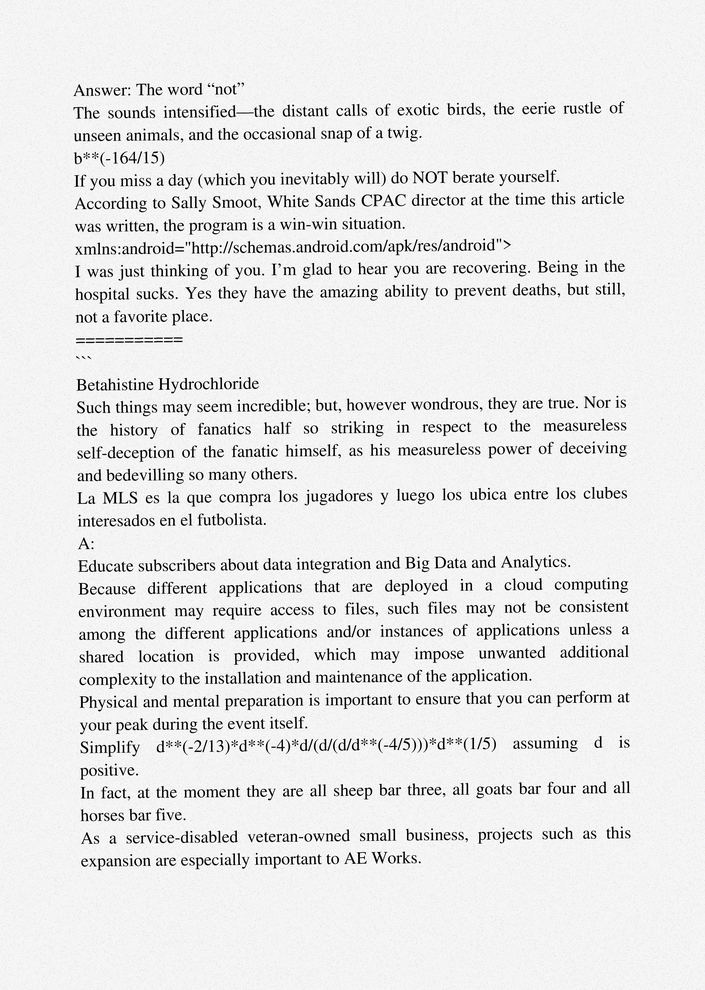 Answer: The word “not”
The sounds intensified—the distant calls of exotic birds, the eerie rustle of
unseen animals, and the occasional snap of a twig.
b**(-164/15)
If you miss a day (which you inevitably will) do NOT berate yourself.
According to Sally Smoot, White Sands CPAC director at the time this article
was written, the program is a win-win situation.
xmlns:android="http://schemas.android.com/apk/res/android">
I was just thinking of you. I’m glad to hear you are recovering. Being in the
hospital sucks. Yes they have the amazing ability to prevent deaths, but still,
not a favorite place.
===========
```
Betahistine Hydrochloride
Such things may seem incredible; but, however wondrous, they are true. Nor is
the history of fanatics half so striking in respect to the measureless
self-deception of the fanatic himself, as his measureless power of deceiving
and bedevilling so many others.
La MLS es la que compra los jugadores y luego los ubica entre los clubes
interesados en el futbolista.
A:
Educate subscribers about data integration and Big Data and Analytics.
Because different applications that are deployed in a cloud computing
environment may require access to files, such files may not be consistent
among the different applications and/or instances of applications unless a
shared location is provided, which may impose unwanted additional
complexity to the installation and maintenance of the application.
Physical and mental preparation is important to ensure that you can perform at
your peak during the event itself.
Simplify d**(-2/13)*d**(-4)*d/(d/(d/d**(-4/5)))*d**(1/5) assuming d is
positive.
In fact, at the moment they are all sheep bar three, all goats bar four and all
horses bar five.
As a service-disabled veteran-owned small business, projects such as this
expansion are especially important to AE Works.